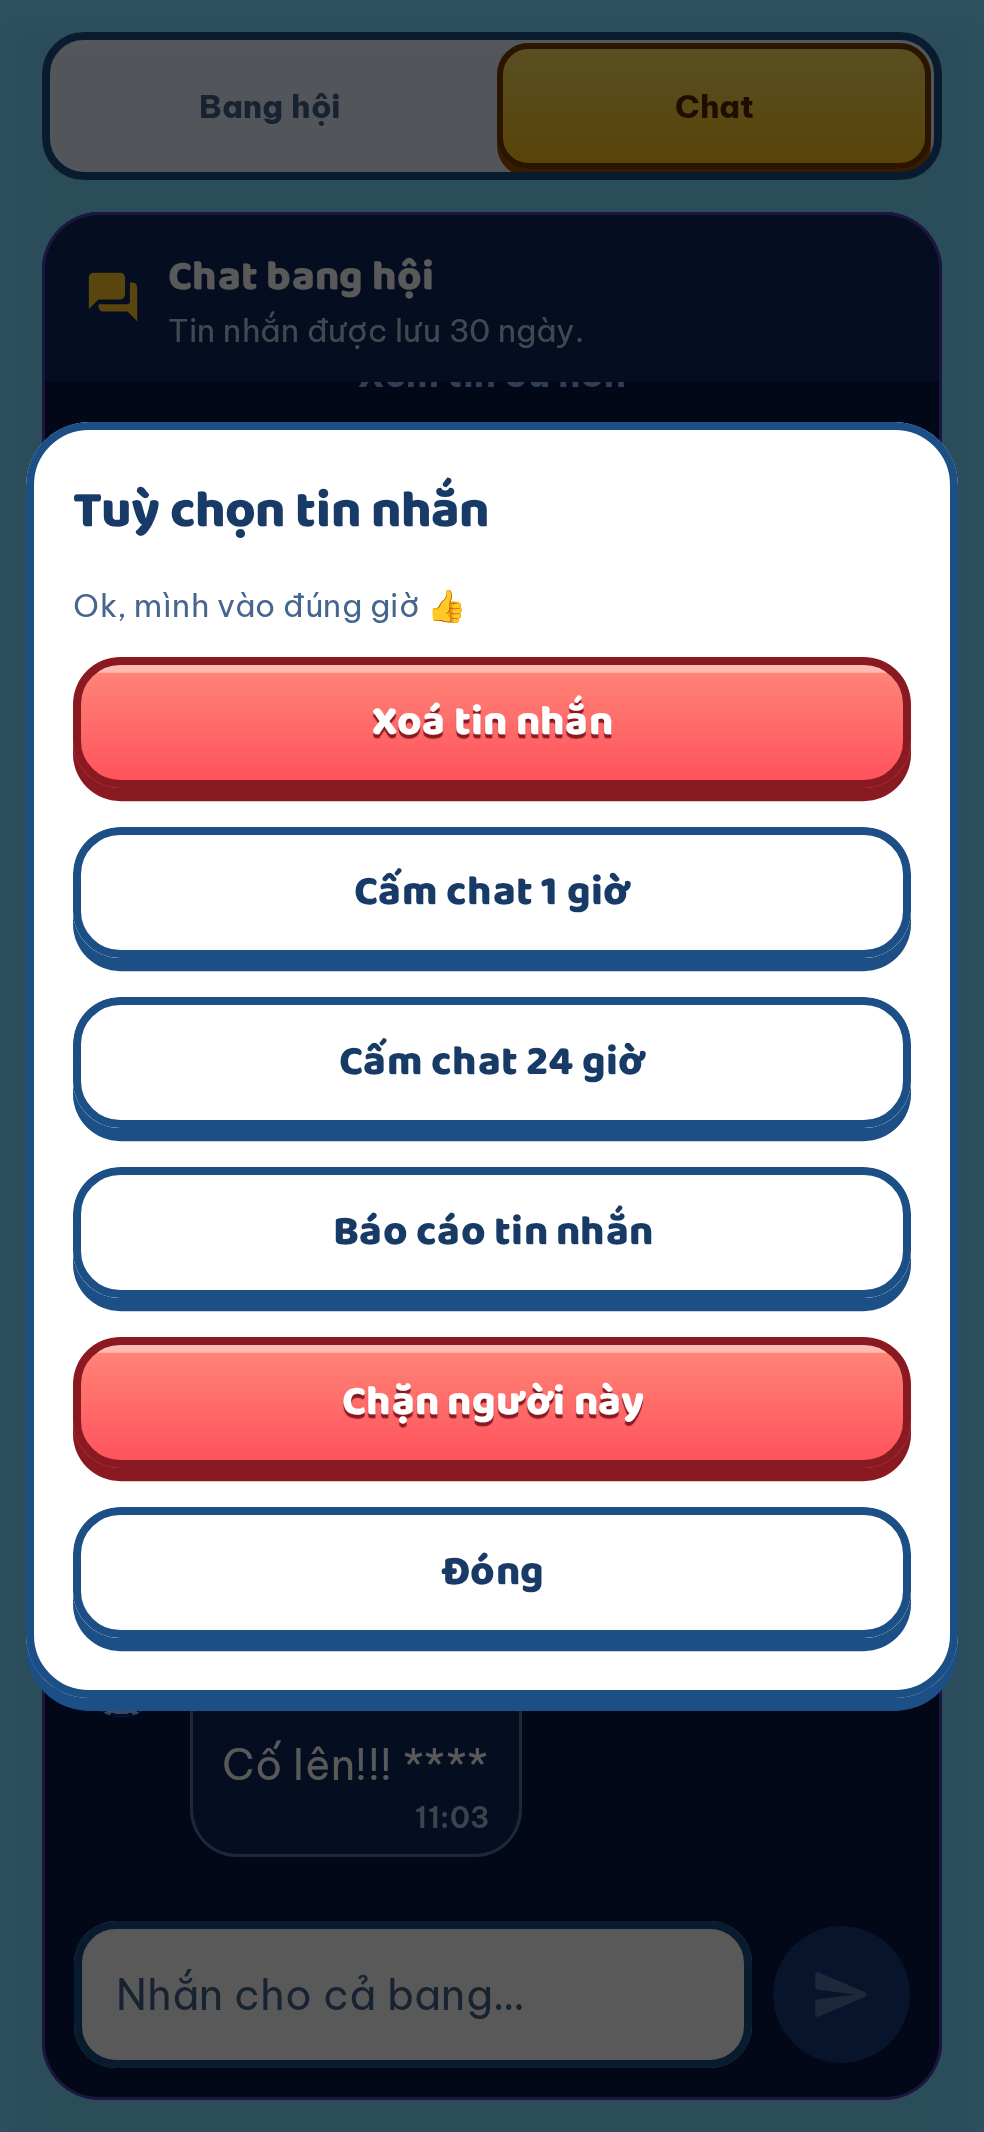 Bang hội
Chat
Chat bang hội
Tin nhắn được lưu 30 ngày.
Tuỳ chọn tin nhắn
Ok, mình vào đúng giờ 👍
Xoá tin nhắn
Cấm chat 1 giờ
Cấm chat 24 giờ
Báo cáo tin nhắn
Chặn người này
Đóng
Cố lên!!! ****
11:03
Nhắn cho cả bang...